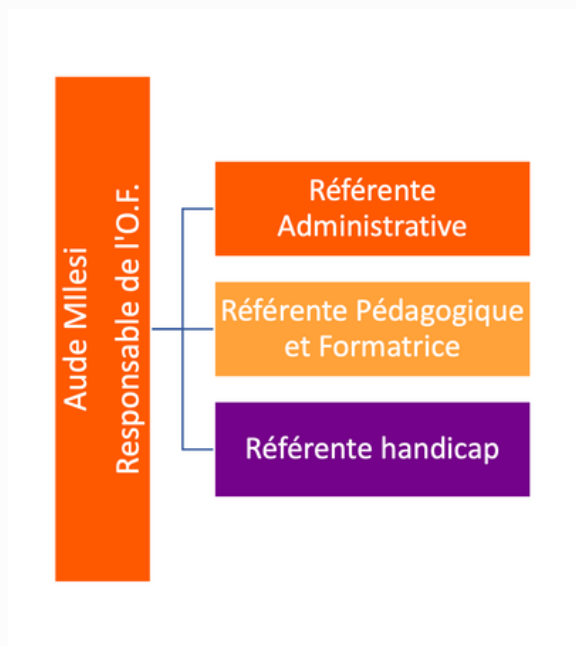 Aude MIlesi
Responsable de l'O.F.
Référente
Administrative
Référente Pédagogique
et Formatrice
Référente handicap